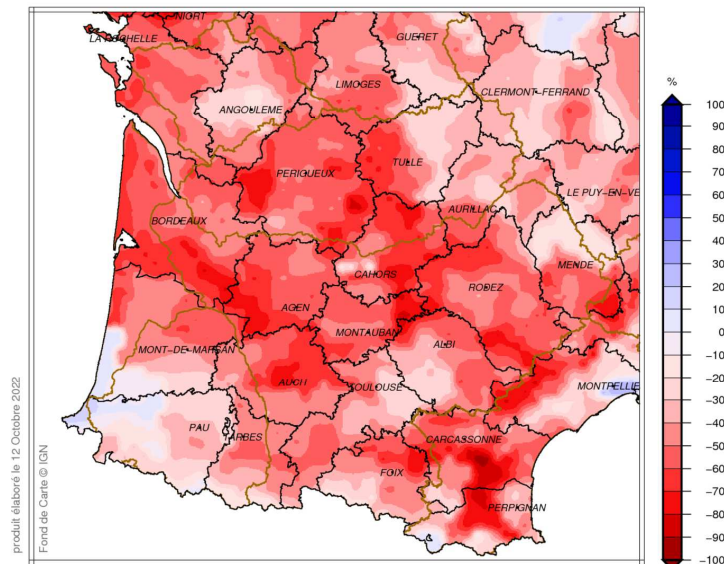 NIORT
LA ROCHELLE
GUERET
LIMOGES
CLERMONT-FERRAND
ANGOULEME
PERIGUEUX
TULLE
LE PUY-EN-VE
AURILLAC
BORDEAUX
MENDE
CAHORS
RODEZ
AGEN
MONTAUBAN
ALBI
MONT-DE-MARSAN
AUCH
TOULOUSE
MONTPELLIE
PAU
TARBES
CARCASSONNE
FOIX
PERPIGNAN
%
100
90
80
70
60
50
40
30
20
10
0
-10
-20
-30
-40
-50
-60
-70
-80
-90
-100
produit élaboré le 12 Octobre 2022
Fond de Carte © IGN